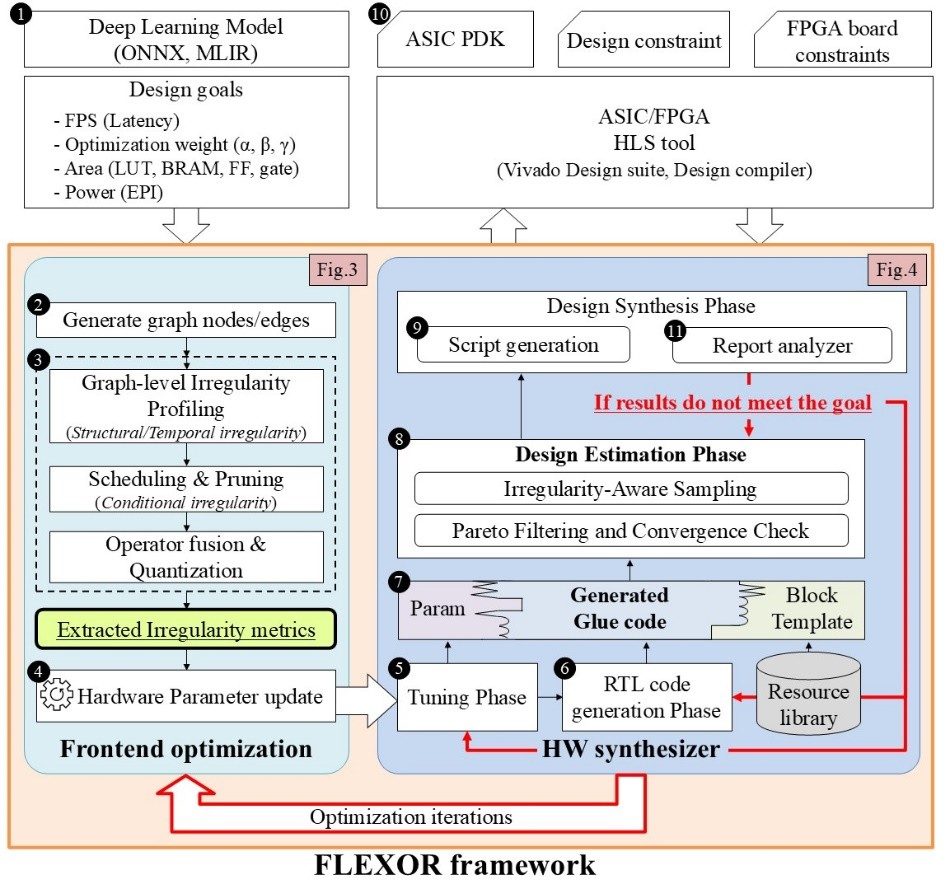 1
Deep Learning Model
(ONNX, MLIR)
Design goals
- FPS (Latency)
- Optimization weight (α, β, γ)
- Area (LUT, BRAM, FF, gate)
- Power (EPI)
10
ASIC PDK
Design constraint
FPGA board
constraints
ASIC/FPGA
HLS tool
(Vivado Design suite, Design compiler)
Fig.3
2
Generate graph nodes/edges
3
Graph-level Irregularity
Profiling
(Structural/Temporal irregularity)
Scheduling & Pruning
(Conditional irregularity)
Operator fusion &
Quantization
Extracted Irregularity metrics
4
Hardware Parameter update
Frontend optimization
Fig.4
Design Synthesis Phase
9
Script generation
11
Report analyzer
If results do not meet the goal
8
Design Estimation Phase
Irregularity-Aware Sampling
Pareto Filtering and Convergence Check
7
Param
Generated
Glue code
Block
Template
5
Tuning Phase
6
RTL code
generation Phase
Resource
library
HW synthesizer
Optimization iterations
FLEXOR framework